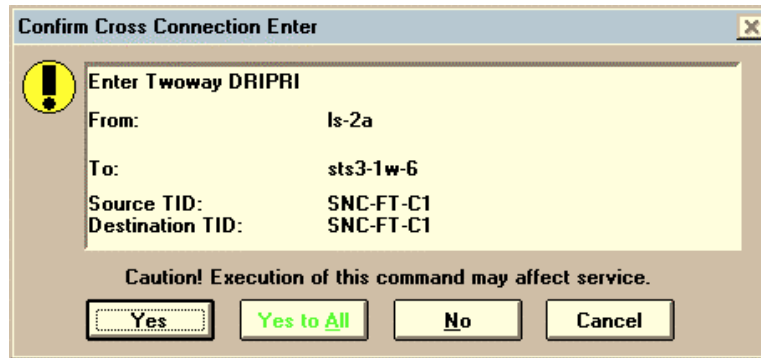 Confirm Cross Connection Enter
Enter Twoway DRIPRI
From: ls-2a
To: sts3-1w-6
Source TID: SNC-FT-C1
Destination TID: SNC-FT-C1
Caution! Execution of this command may affect service.
Yes Yes to All No Cancel